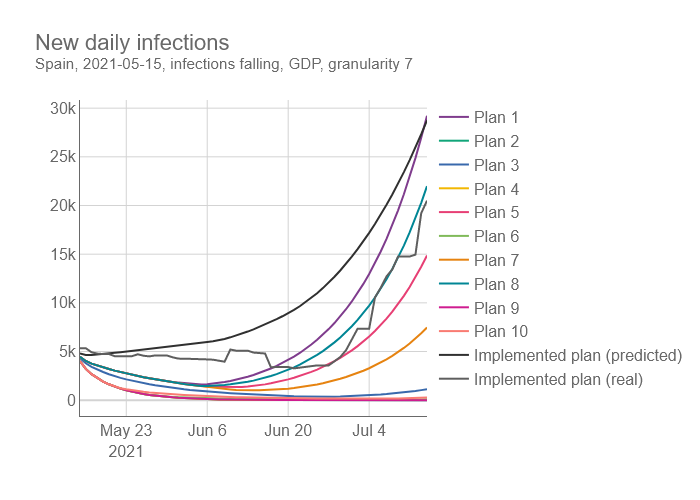 New daily infections
Spain, 2021-05-15, infections falling, GDP, granularity 7
30k
25k
20k
15k
10k
5k
0
May 23
2021
Jun 6
Jun 20
Jul 4
Plan 1
Plan 2
Plan 3
Plan 4
Plan 5
Plan 6
Plan 7
Plan 8
Plan 9
Plan 10
Implemented plan (predicted)
Implemented plan (real)